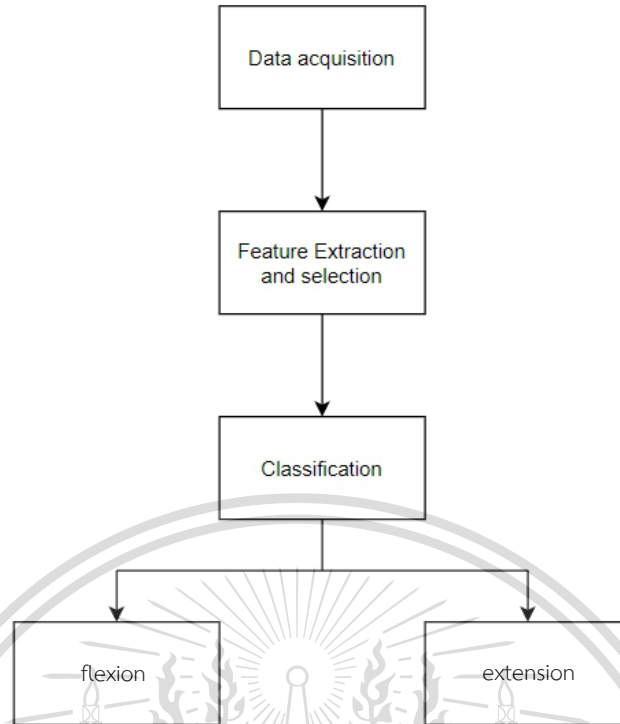 Data acquisition
Feature Extraction
and selection
Classification
flexion
extension